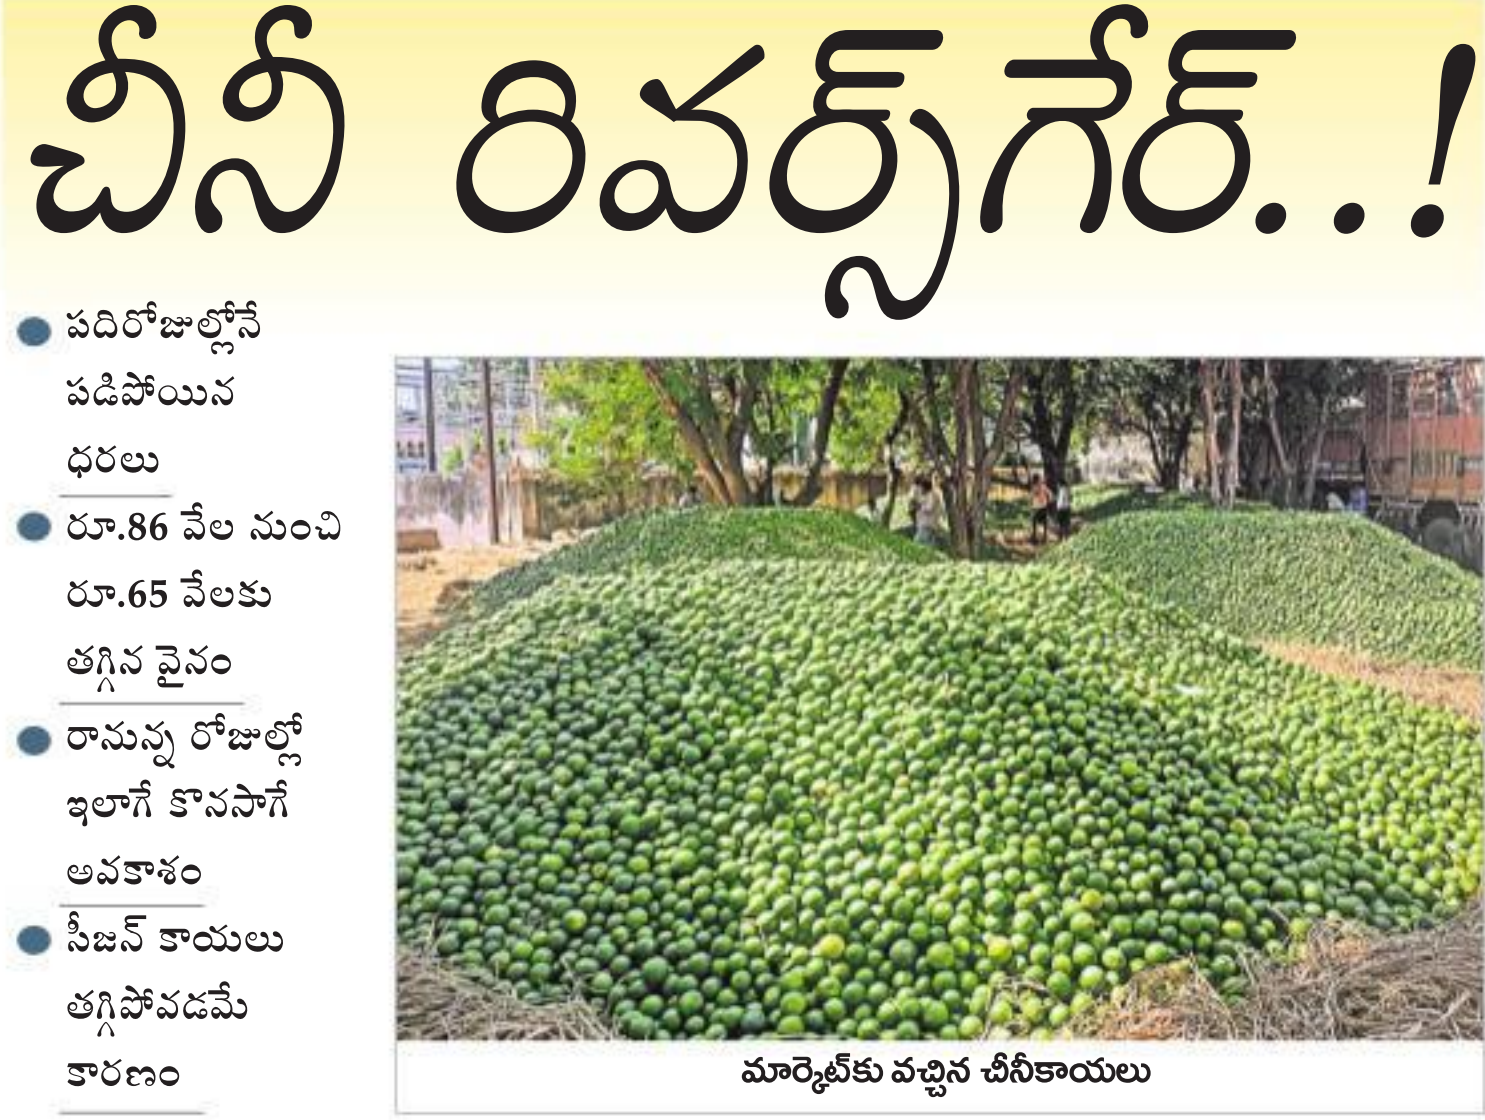 చీనీ రివర్స్‌గేర్..!
పదిరోజుల్లోనే
పడిపోయిన
ధరలు
రూ.86 వేల నుంచి
రూ.65 వేలకు
తగ్గిన వైనం
రానున్న రోజుల్లో
ఇలాగే కొనసాగే
అవకాశం
సీజన్ కాయలు
తగ్గిపోవడమే
కారణం
మార్కెట్‌కు వచ్చిన చీనీకాయలు